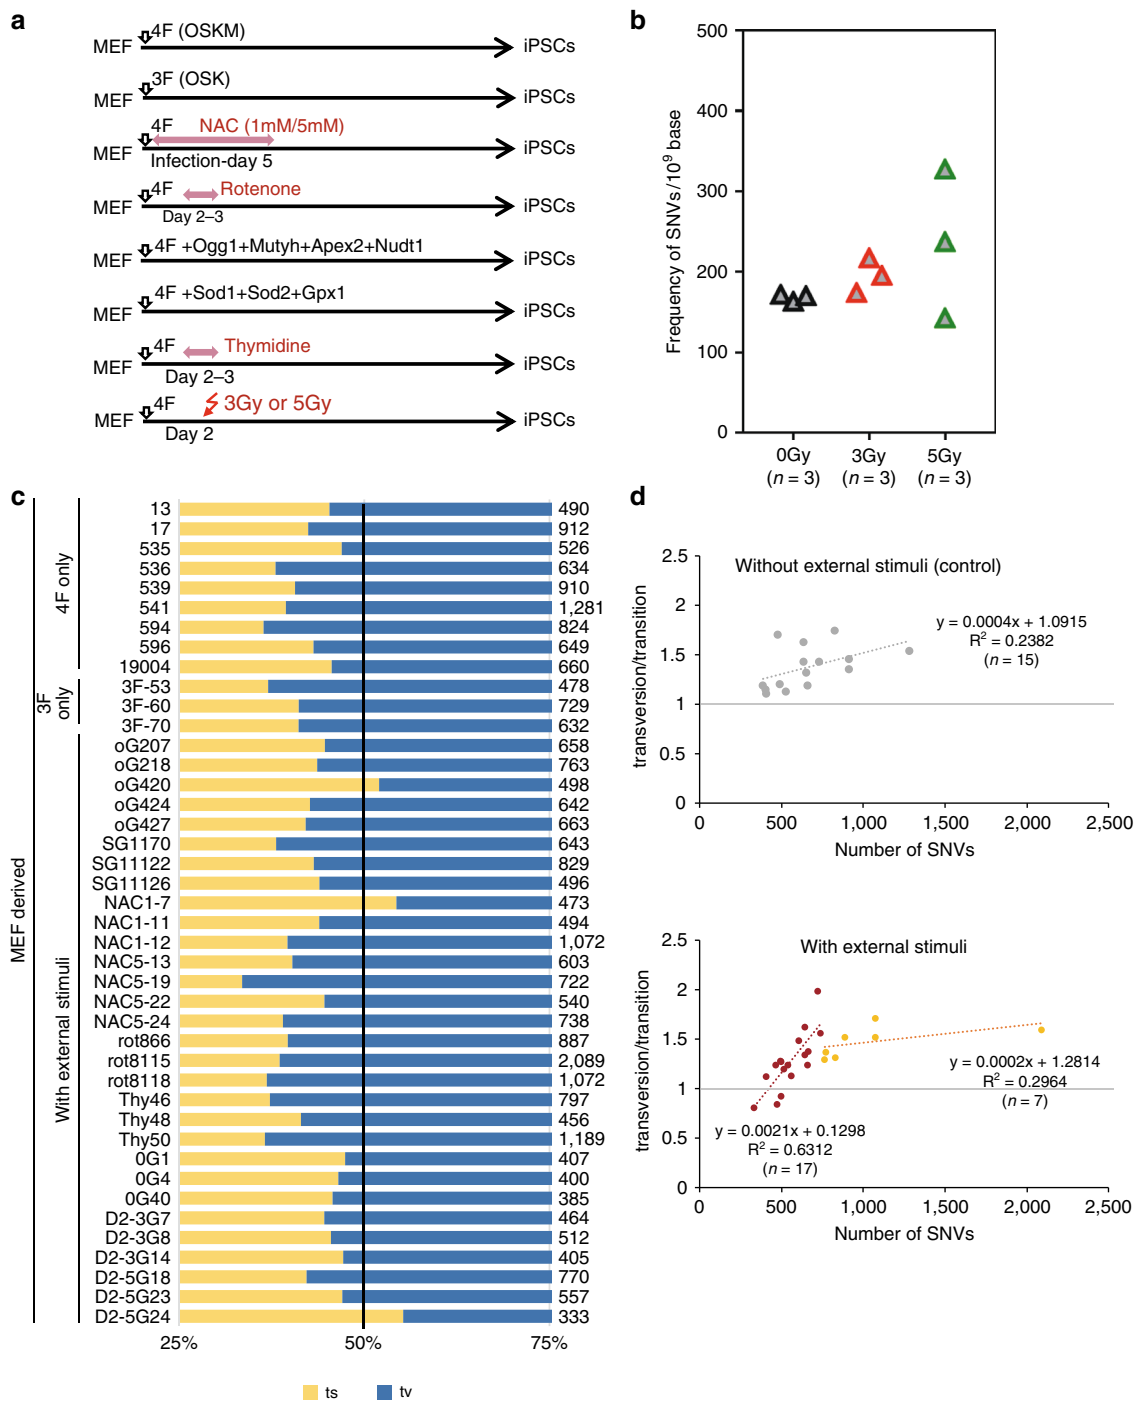 a
MEF 4F (OSKM) iPSCs
MEF 3F (OSK) iPSCs
4F NAC (1mM/5mM)
MEF iPSCs
Infection-day 5
4F Rotenone
MEF iPSCs
Day 2–3
MEF 4F +Ogg1+Mutyh+Apex2+Nudt1 iPSCs
MEF 4F +Sod1+Sod2+Gpx1 iPSCs
4F Thymidine
MEF iPSCs
Day 2–3
4F 3Gy or 5Gy
MEF iPSCs
Day 2
b
Frequency of SNVs/10⁹ base
500
400
300
200
100
0
0Gy 3Gy 5Gy
(n = 3) (n = 3) (n = 3)
c
MEF derived
4F only
3F only
With external stimuli
13 490
17 912
535 526
536 634
539 910
541 1,281
594 824
596 649
19004 660
3F-53 478
3F-60 729
3F-70 632
oG207 658
oG218 763
oG420 498
oG424 642
oG427 663
SG1170 643
SG11122 829
SG11126 496
NAC1-7 473
NAC1-11 494
NAC1-12 1,072
NAC5-13 603
NAC5-19 722
NAC5-22 540
NAC5-24 738
rot866 887
rot8115 2,089
rot8118 1,072
Thy46 797
Thy48 456
Thy50 1,189
0G1 407
0G4 400
0G40 385
D2-3G7 464
D2-3G8 512
D2-3G14 405
D2-5G18 770
D2-5G23 557
D2-5G24 333
25% 50% 75%
ts tv
d
Without external stimuli (control)
transversion/transition
2.5
2
1.5
1
0.5
0
y = 0.0004x + 1.0915
R² = 0.2382
(n = 15)
0 500 1,000 1,500 2,000 2,500
Number of SNVs
With external stimuli
transversion/transition
2.5
2
1.5
1
0.5
0
y = 0.0002x + 1.2814
R² = 0.2964
(n = 7)
y = 0.0021x + 0.1298
R² = 0.6312
(n = 17)
0 500 1,000 1,500 2,000 2,500
Number of SNVs